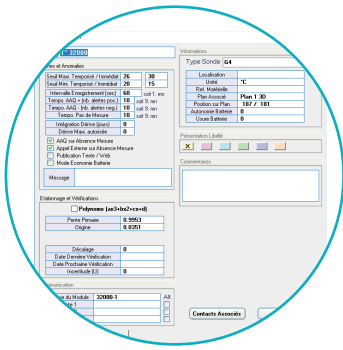 32000
Informations
Type Sonde G4
et Anomalies
Seuil Maxi. Temporisé / Immédiat 26 30
Seuil Mini. Temporisé / Immédiat 20 15
Intervalle Enregistrement (sec) 60 soit 1. mn
Tempo. AAQ + (nb. alertes pos.) 10 soit 9. mn
Tempo. AAQ - (nb. alertes neg.) 10 soit 9. mn
Tempo. Pas de Mesure 10 soit 9. mn
Intégration Dérive (jours) 0
Dérive Maxi. autorisée 0
AAQ sur Absence Mesure
Appel Externe sur Absence Mesure
Publication Texte / Web
Mode Economie Batterie
Message
Localisation
Unité °C
Ref. Matérielle
Plan Associé Plan 1 3D
Position sur Plan 187 / 181
Autonomie Batterie 0
Usure Batterie 0
Présentation Libellé
X
Commentaires
Etalonnage et Vérifications
Polynome (ax3+bx2+cx+d)
Pente Primaire 0.9953
Origine 0.0351
Décalage 0
Date Dernière Vérification
Date Prochaine Vérification
Incertitude (U) 0
du Module 32000-1 Alt
1
Contacts Associés